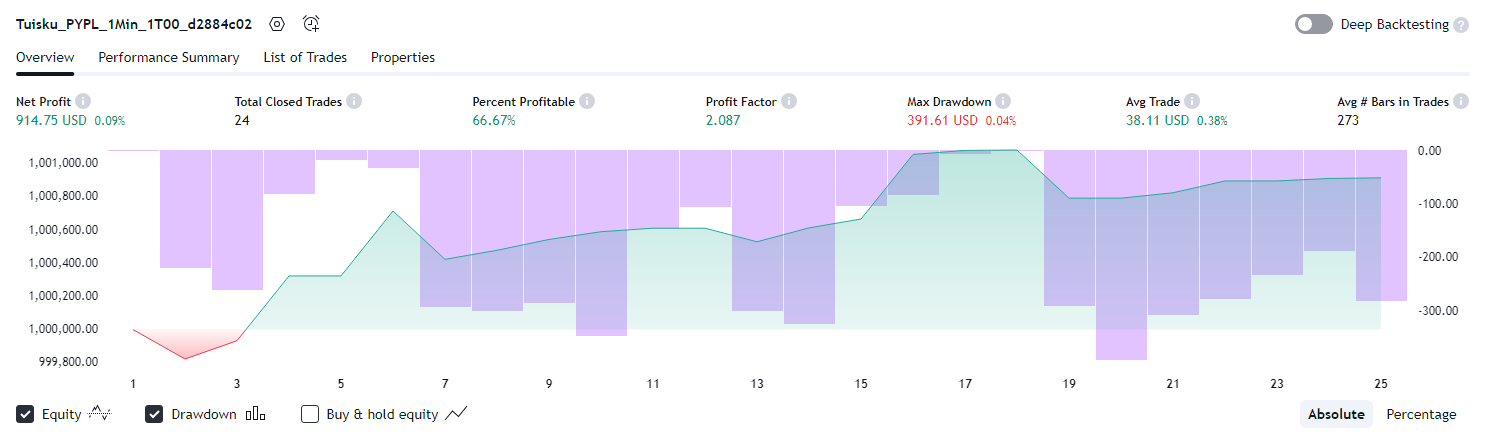 Tuisku_PYPL_1Min_1T00_d2884c02
Deep Backtesting ?
Overview Performance Summary List of Trades Properties
Net Profit i Total Closed Trades i Percent Profitable i Profit Factor i Max Drawdown i Avg Trade i Avg # Bars in Trades i
914.75 USD 0.09% 24 66.67% 2.087 391.61 USD 0.04% 38.11 USD 0.38% 273
1,001,000.00 0.00
1,000,800.00 -100.00
1,000,600.00
1,000,400.00 -200.00
1,000,200.00 -300.00
1,000,000.00
999,800.00
1 3 5 7 9 11 13 15 17 19 21 23 25
Equity Drawdown Buy & hold equity Absolute Percentage